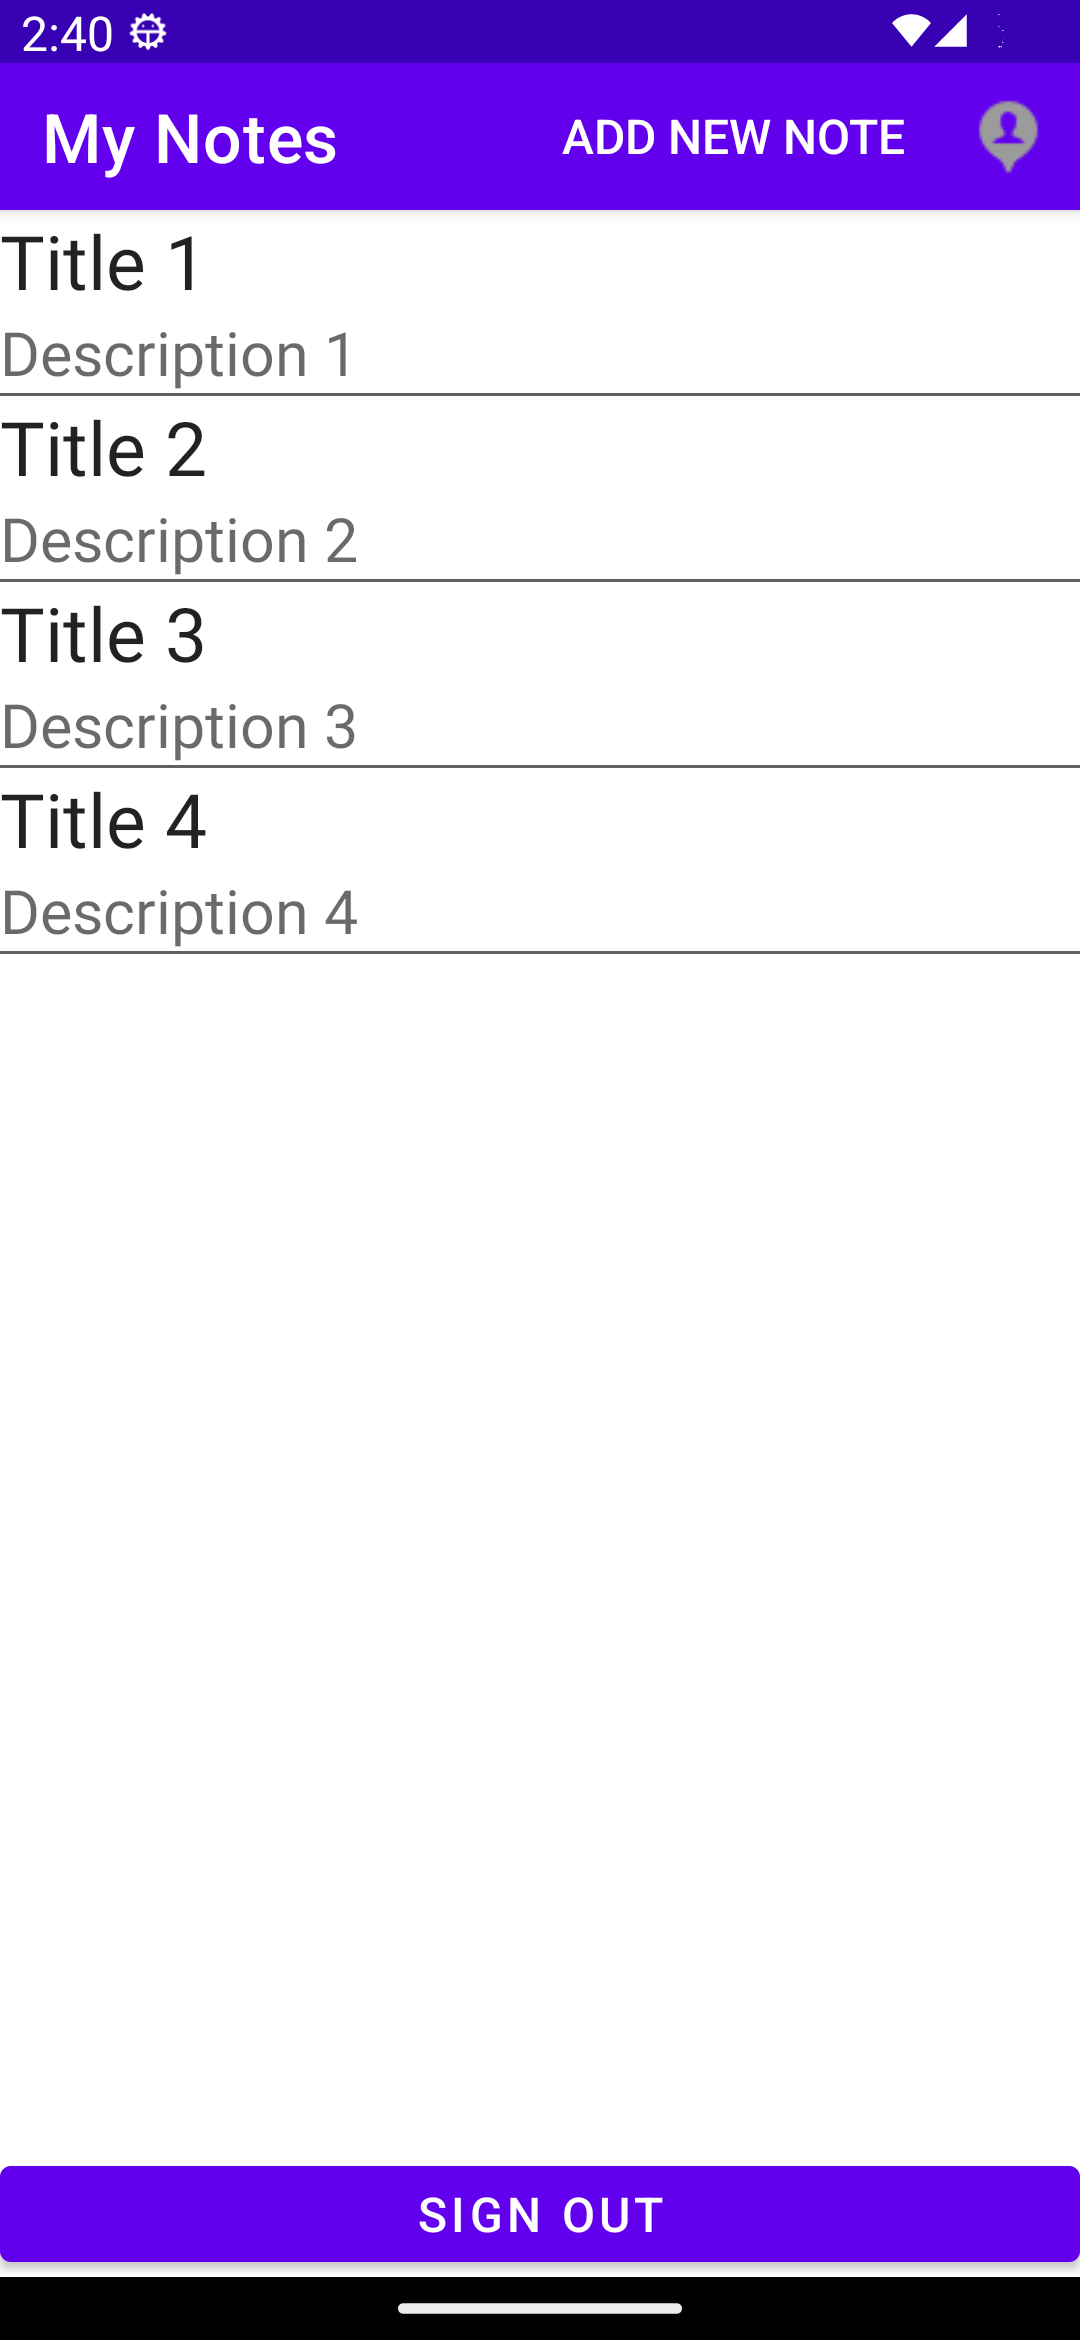 2:40
My Notes
ADD NEW NOTE
Title 1
Description 1
Title 2
Description 2
Title 3
Description 3
Title 4
Description 4
SIGN OUT